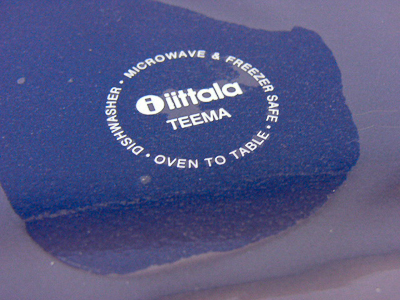 DISHWASHER · MICROWAVE & FREEZER SAFE · OVEN TO TABLE ·
i iittala
TEEMA